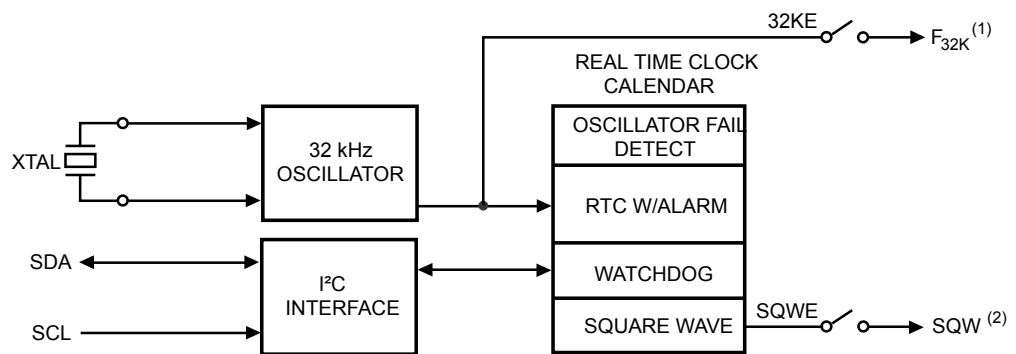 32KE
F32K (1)
REAL TIME CLOCK
CALENDAR
OSCILLATOR FAIL
DETECT
32 kHz
OSCILLATOR
XTAL
RTC W/ALARM
SDA
I²C
INTERFACE
WATCHDOG
SCL
SQUARE WAVE
SQWE
SQW (2)